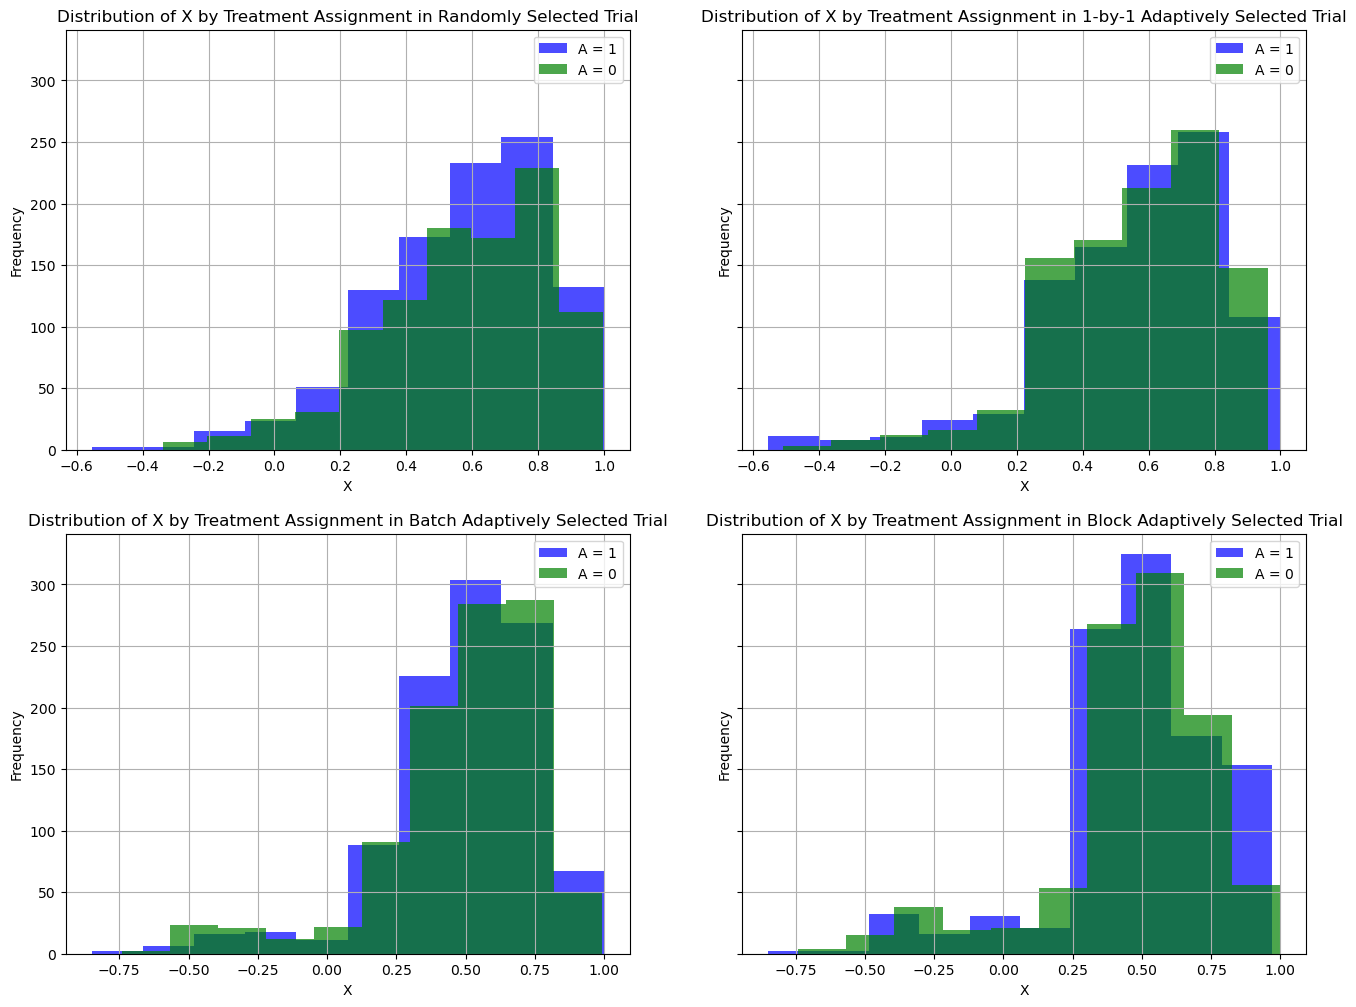 Distribution of X by Treatment Assignment in Randomly Selected Trial
A = 1
A = 0
300
250
200
150
100
50
0
Frequency
−0.6 −0.4 −0.2 0.0 0.2 0.4 0.6 0.8 1.0
X
Distribution of X by Treatment Assignment in 1-by-1 Adaptively Selected Trial
A = 1
A = 0
Frequency
−0.6 −0.4 −0.2 0.0 0.2 0.4 0.6 0.8 1.0
X
Distribution of X by Treatment Assignment in Batch Adaptively Selected Trial
A = 1
A = 0
300
250
200
150
100
50
0
Frequency
−0.75 −0.50 −0.25 0.00 0.25 0.50 0.75 1.00
X
Distribution of X by Treatment Assignment in Block Adaptively Selected Trial
A = 1
A = 0
Frequency
−0.75 −0.50 −0.25 0.00 0.25 0.50 0.75 1.00
X